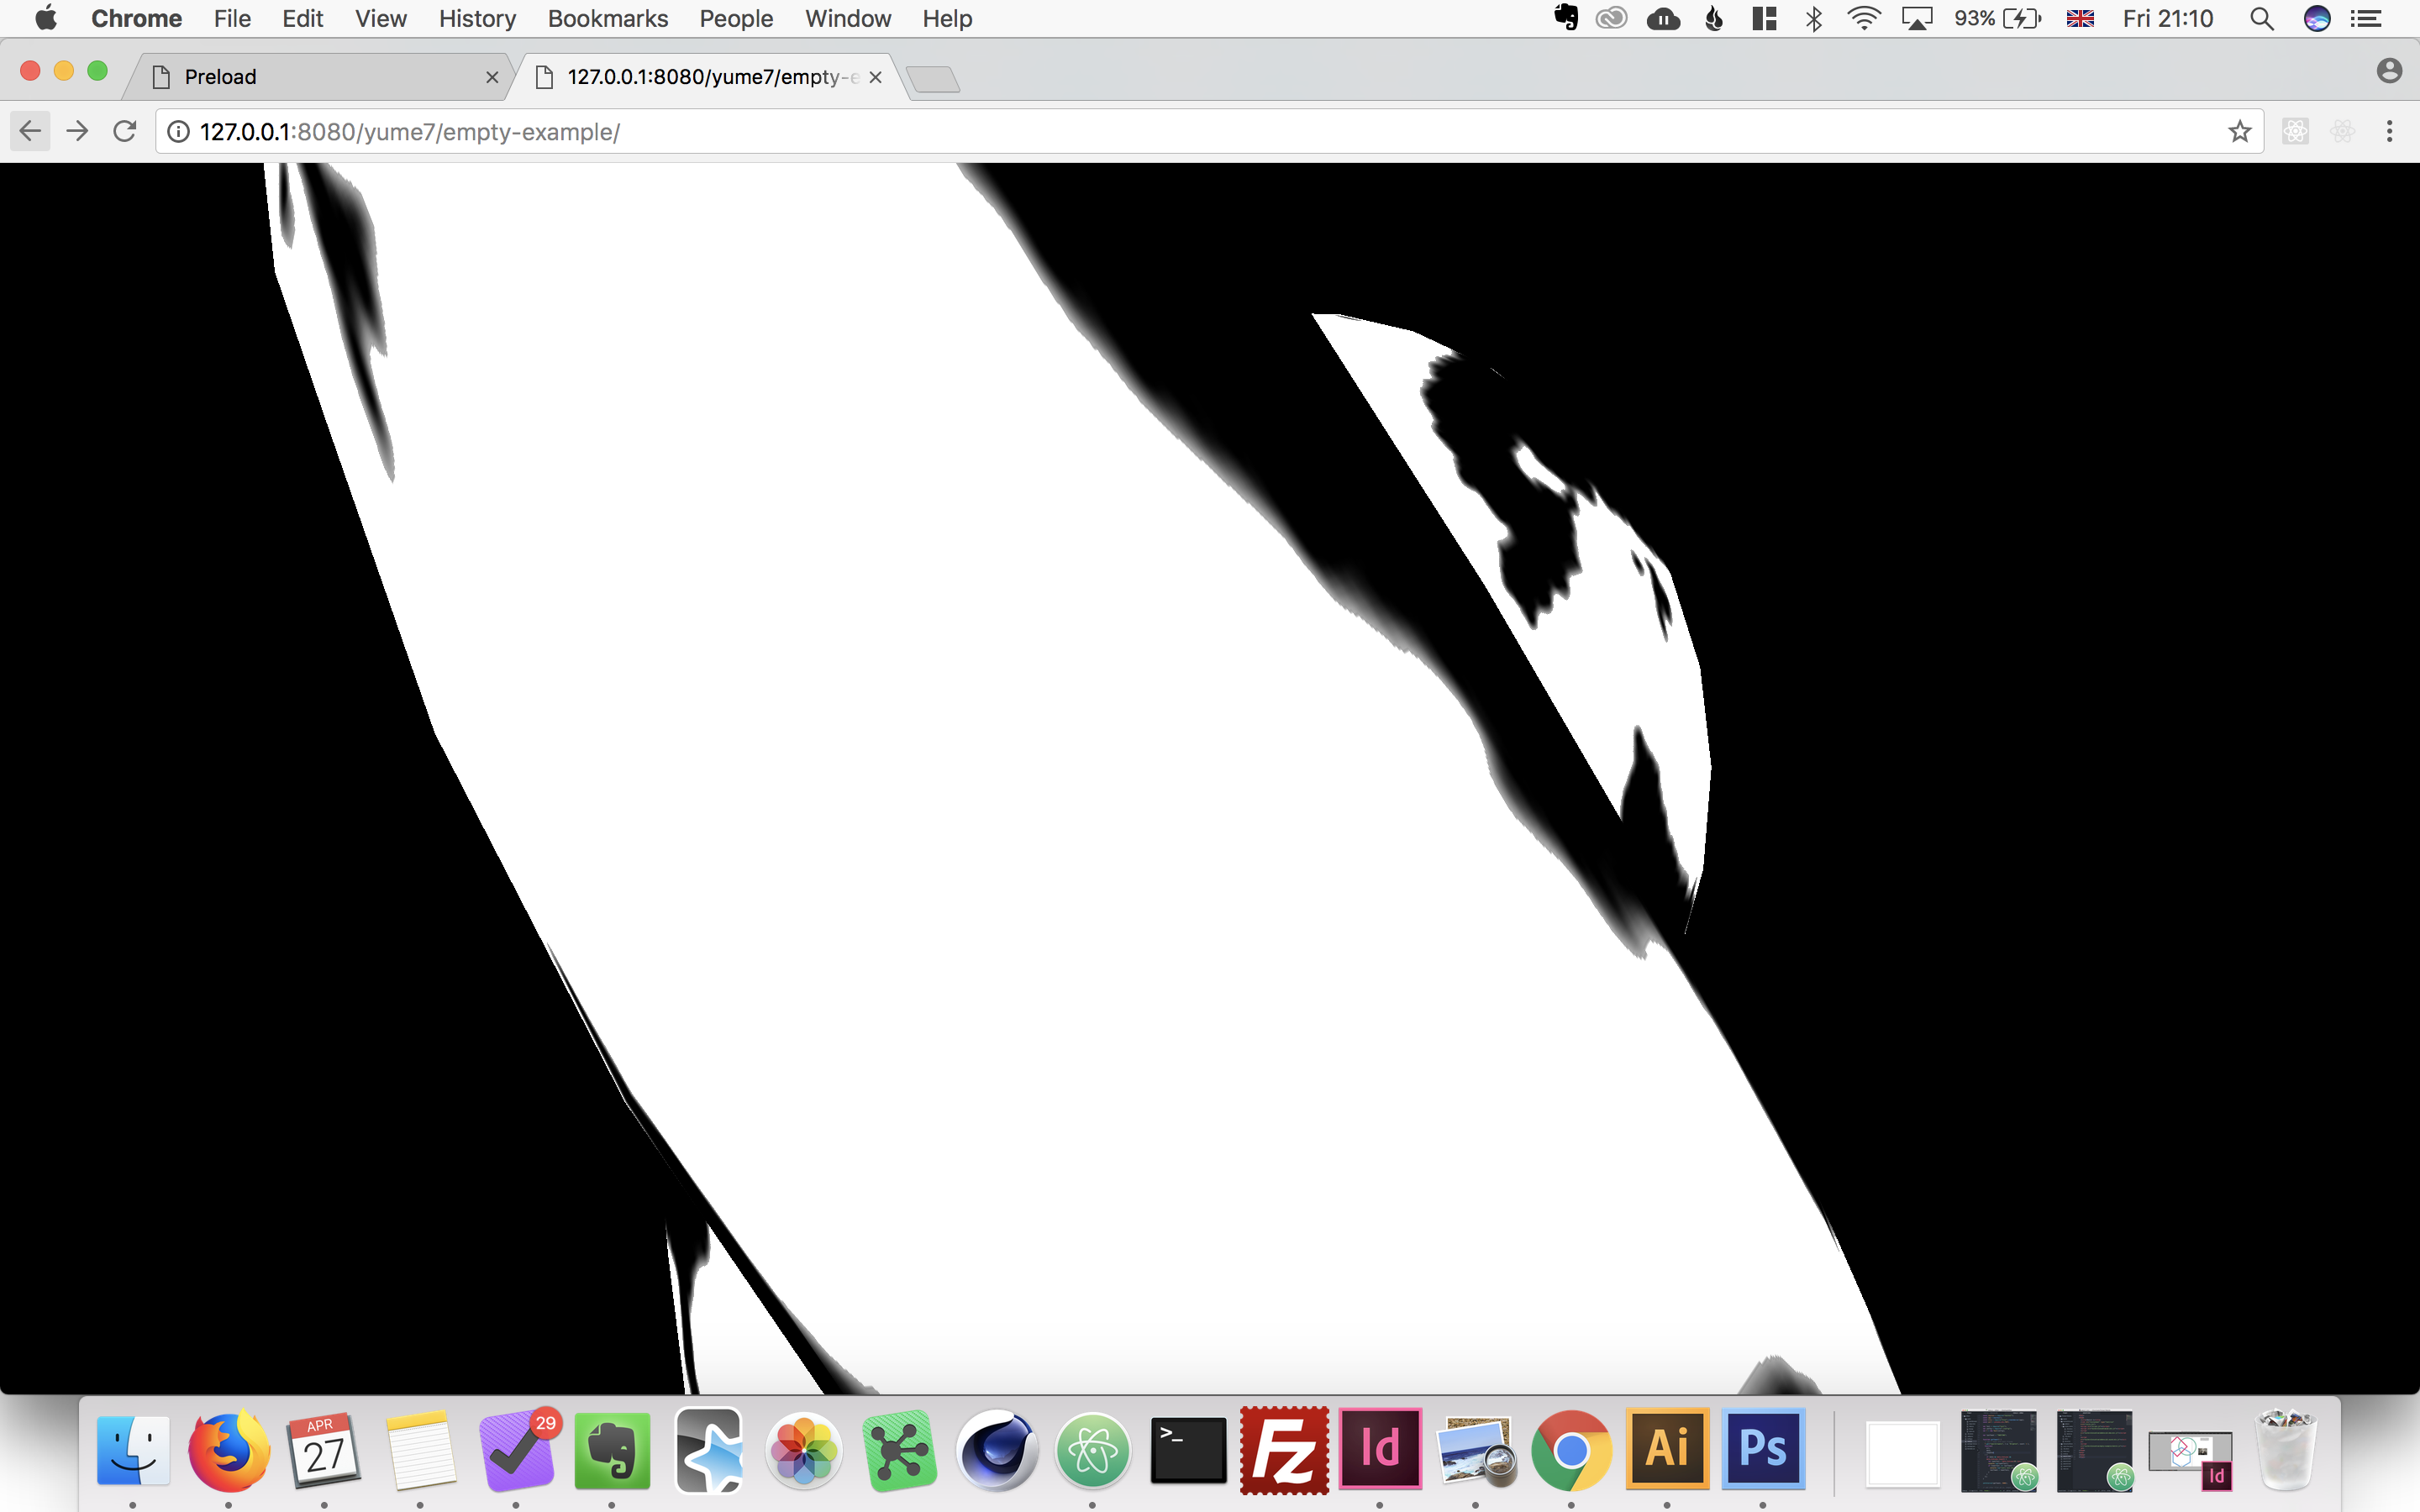 Chrome File Edit View History Bookmarks People Window Help 93% Fri 21:10
Preload 127.0.0.1:8080/yume7/empty-e
127.0.0.1:8080/yume7/empty-example/
APR
27
29
>_
Fz
Id
Ai
Ps
Id